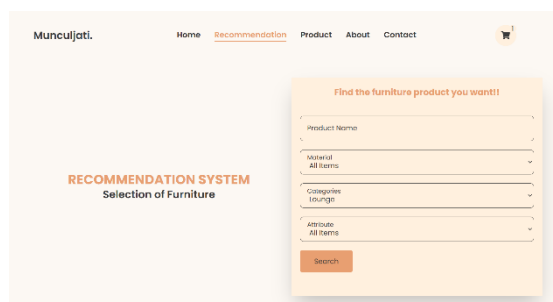 Munculjati.
Home Recommendation Product About Contact
1
RECOMMENDATION SYSTEM
Selection of Furniture
Find the furniture product you want!!
Product Name
Material
All Items
Categories
Lounge
Attribute
All Items
Search